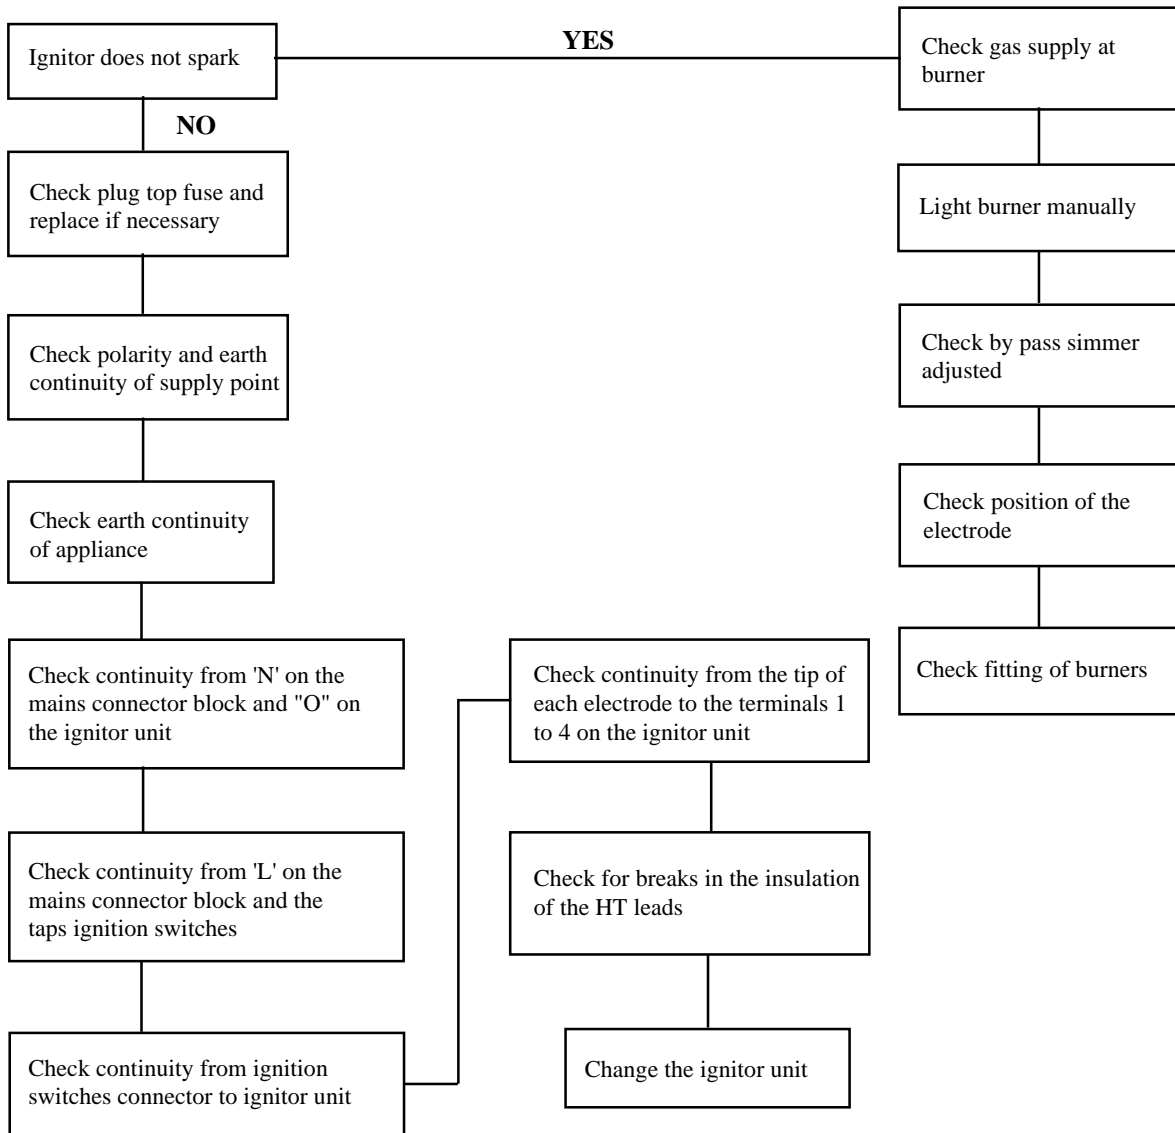 Ignitor does not spark
YES
Check gas supply at
burner
NO
Check plug top fuse and
replace if necessary
Light burner manually
Check polarity and earth
continuity of supply point
Check by pass simmer
adjusted
Check earth continuity
of appliance
Check position of the
electrode
Check continuity from 'N' on the
mains connector block and "O" on
the ignitor unit
Check continuity from the tip of
each electrode to the terminals 1
to 4 on the ignitor unit
Check fitting of burners
Check continuity from 'L' on the
mains connector block and the
taps ignition switches
Check for breaks in the insulation
of the HT leads
Check continuity from ignition
switches connector to ignitor unit
Change the ignitor unit